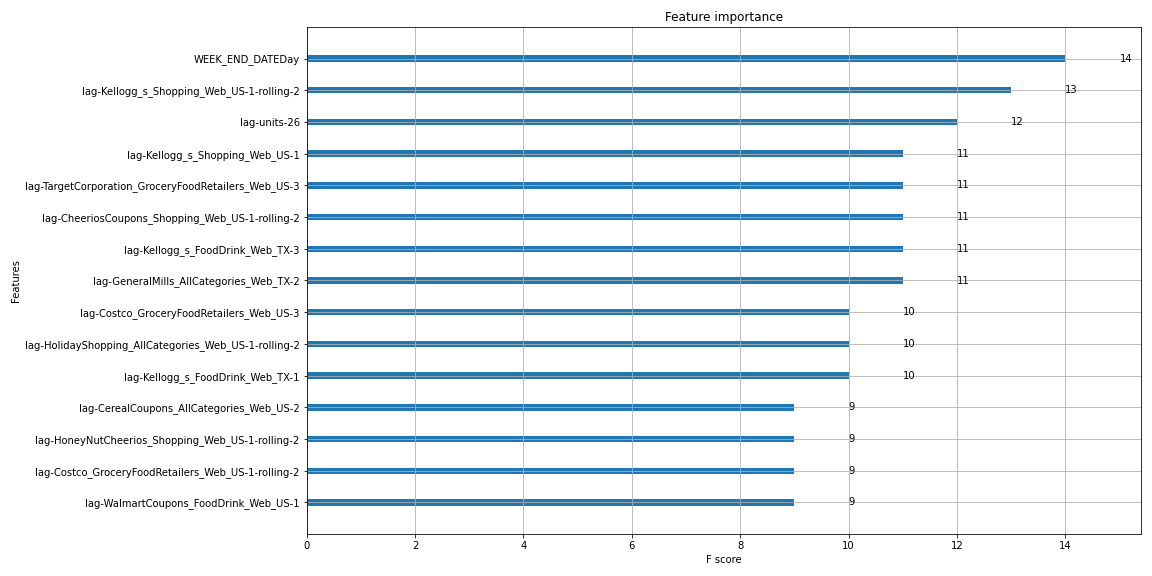 Feature importance
WEEK_END_DATEDay
14
lag-Kellogg_s_Shopping_Web_US-1-rolling-2
13
lag-units-26
12
lag-Kellogg_s_Shopping_Web_US-1
11
lag-TargetCorporation_GroceryFoodRetailers_Web_US-3
11
lag-CheeriosCoupons_Shopping_Web_US-1-rolling-2
11
lag-Kellogg_s_FoodDrink_Web_TX-3
11
lag-GeneralMills_AllCategories_Web_TX-2
11
lag-Costco_GroceryFoodRetailers_Web_US-3
10
lag-HolidayShopping_AllCategories_Web_US-1-rolling-2
10
lag-Kellogg_s_FoodDrink_Web_TX-1
10
lag-CerealCoupons_AllCategories_Web_US-2
9
lag-HoneyNutCheerios_Shopping_Web_US-1-rolling-2
9
lag-Costco_GroceryFoodRetailers_Web_US-1-rolling-2
9
lag-WalmartCoupons_FoodDrink_Web_US-1
9
Features
0 2 4 6 8 10 12 14
F score